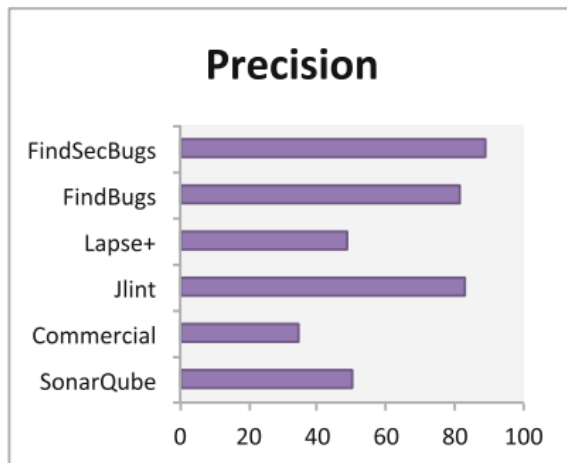 Precision
FindSecBugs
FindBugs
Lapse+
Jlint
Commercial
SonarQube
0 20 40 60 80 100